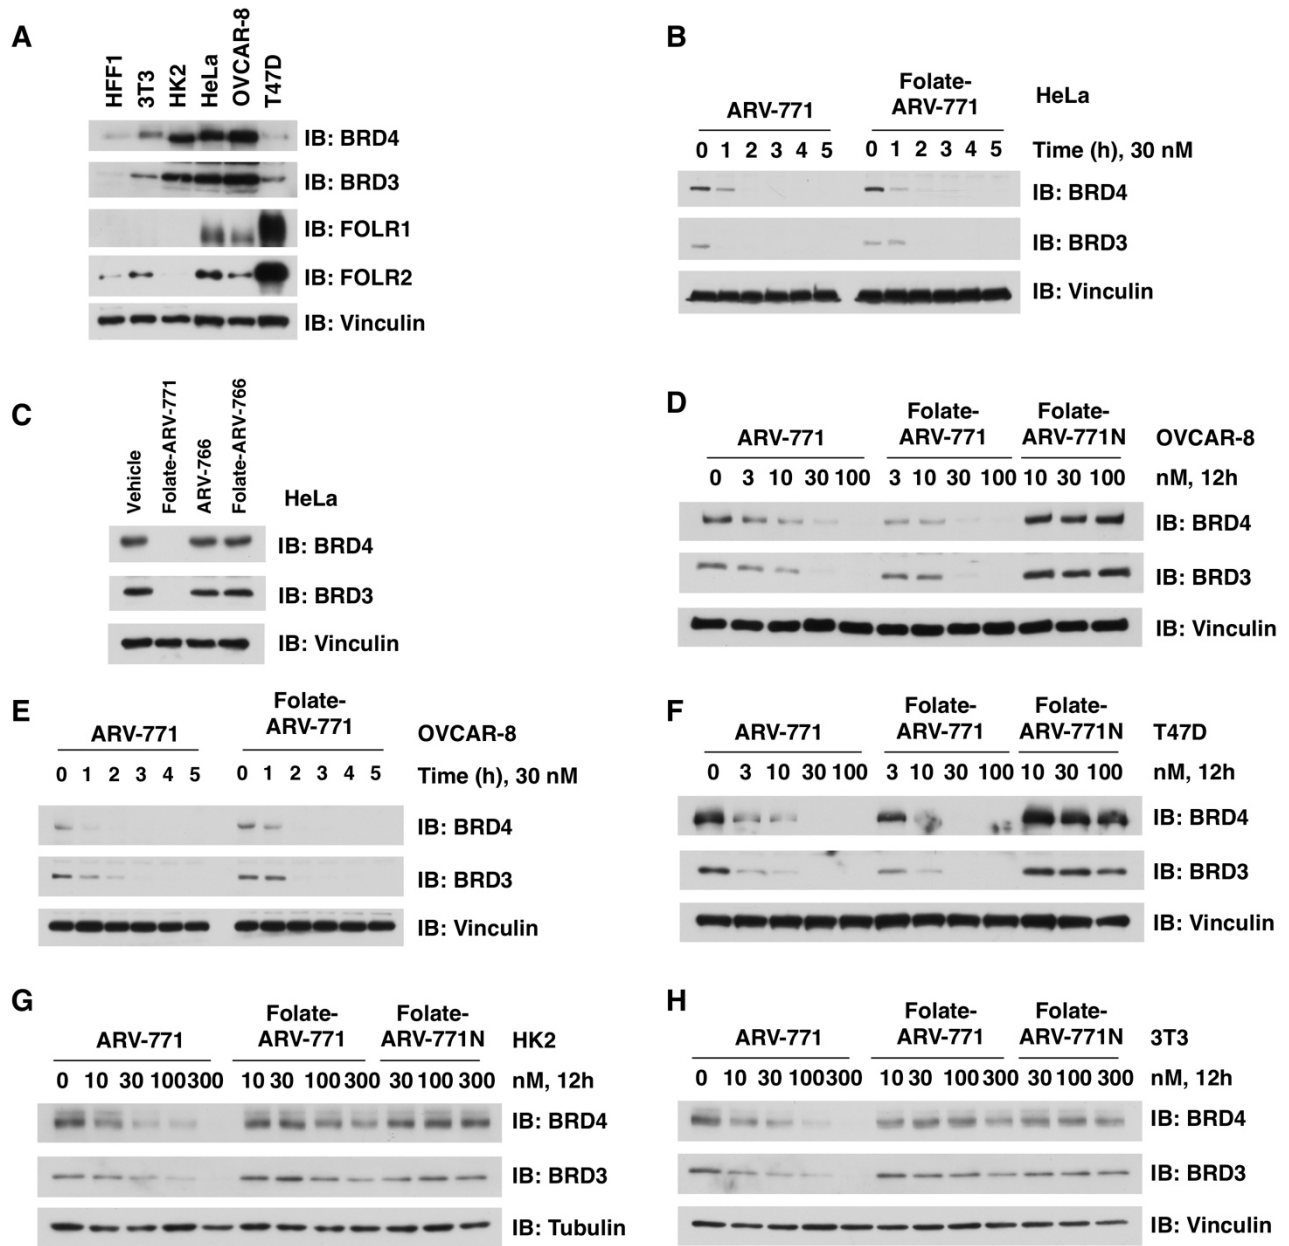 A
HFF1
3T3
HK2
HeLa
OVCAR-8
T47D
IB: BRD4
IB: BRD3
IB: FOLR1
IB: FOLR2
IB: Vinculin
B
ARV-771
Folate-
ARV-771
HeLa
0 1 2 3 4 5 0 1 2 3 4 5 Time (h), 30 nM
IB: BRD4
IB: BRD3
IB: Vinculin
C
Vehicle
Folate-ARV-771
ARV-766
Folate-ARV-766
HeLa
IB: BRD4
IB: BRD3
IB: Vinculin
D
ARV-771
Folate-
ARV-771
Folate-
ARV-771N
OVCAR-8
0 3 10 30 100 3 10 30 100 10 30 100 nM, 12h
IB: BRD4
IB: BRD3
IB: Vinculin
E
ARV-771
Folate-
ARV-771
OVCAR-8
0 1 2 3 4 5 0 1 2 3 4 5 Time (h), 30 nM
IB: BRD4
IB: BRD3
IB: Vinculin
F
ARV-771
Folate-
ARV-771
Folate-
ARV-771N
T47D
0 3 10 30 100 3 10 30 100 10 30 100 nM, 12h
IB: BRD4
IB: BRD3
IB: Vinculin
G
ARV-771
Folate-
ARV-771
Folate-
ARV-771N
HK2
0 10 30 100 300 10 30 100 300 30 100 300 nM, 12h
IB: BRD4
IB: BRD3
IB: Tubulin
H
ARV-771
Folate-
ARV-771
Folate-
ARV-771N
3T3
0 10 30 100 300 10 30 100 300 30 100 300 nM, 12h
IB: BRD4
IB: BRD3
IB: Vinculin